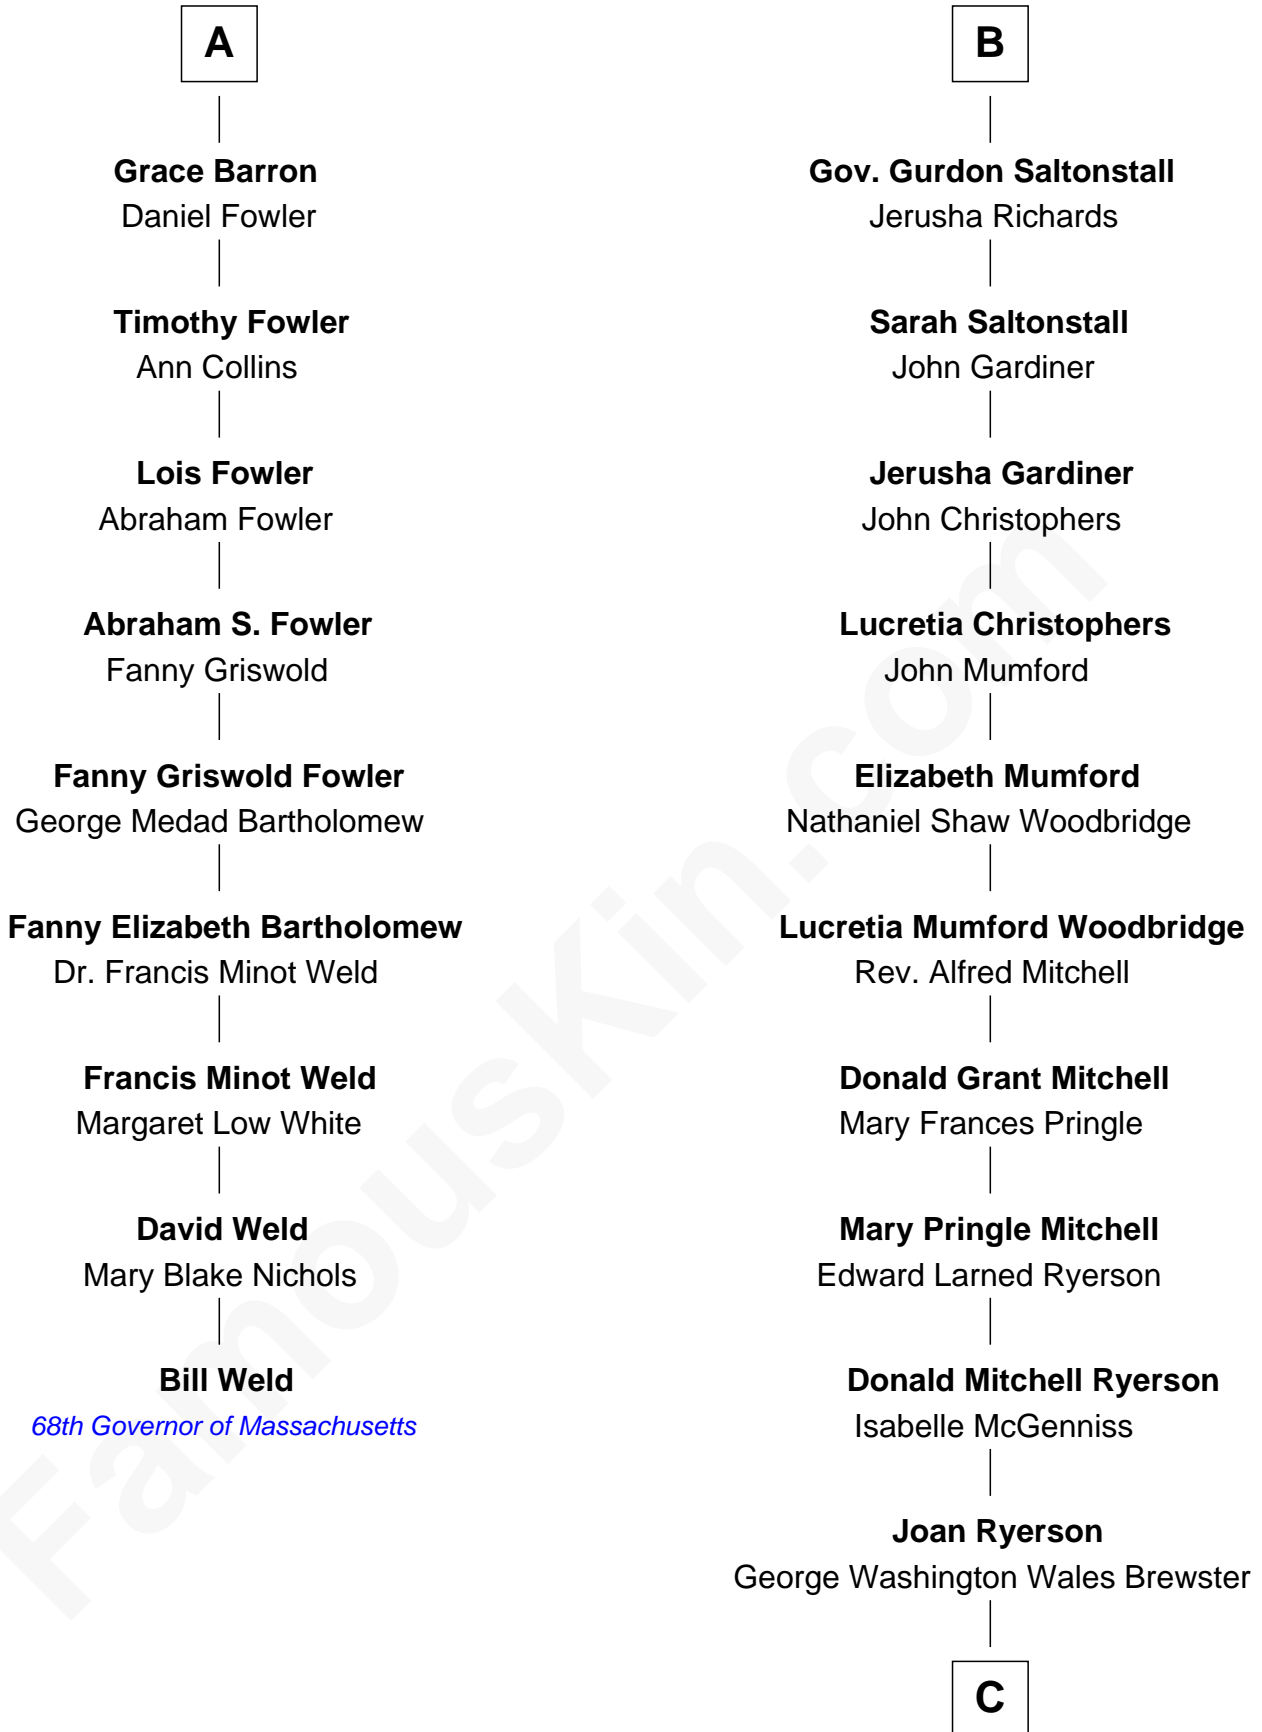 A
Grace Barron
Daniel Fowler
Timothy Fowler
Ann Collins
Lois Fowler
Abraham Fowler
Abraham S. Fowler
Fanny Griswold
Fanny Griswold Fowler
George Medad Bartholomew
Fanny Elizabeth Bartholomew
Dr. Francis Minot Weld
Francis Minot Weld
Margaret Low White
David Weld
Mary Blake Nichols
Bill Weld
68th Governor of Massachusetts
B
Gov. Gurdon Saltonstall
Jerusha Richards
Sarah Saltonstall
John Gardiner
Jerusha Gardiner
John Christophers
Lucretia Christophers
John Mumford
Elizabeth Mumford
Nathaniel Shaw Woodbridge
Lucretia Mumford Woodbridge
Rev. Alfred Mitchell
Donald Grant Mitchell
Mary Frances Pringle
Mary Pringle Mitchell
Edward Larned Ryerson
Donald Mitchell Ryerson
Isabelle McGenniss
Joan Ryerson
George Washington Wales Brewster
C
FamousKin.com